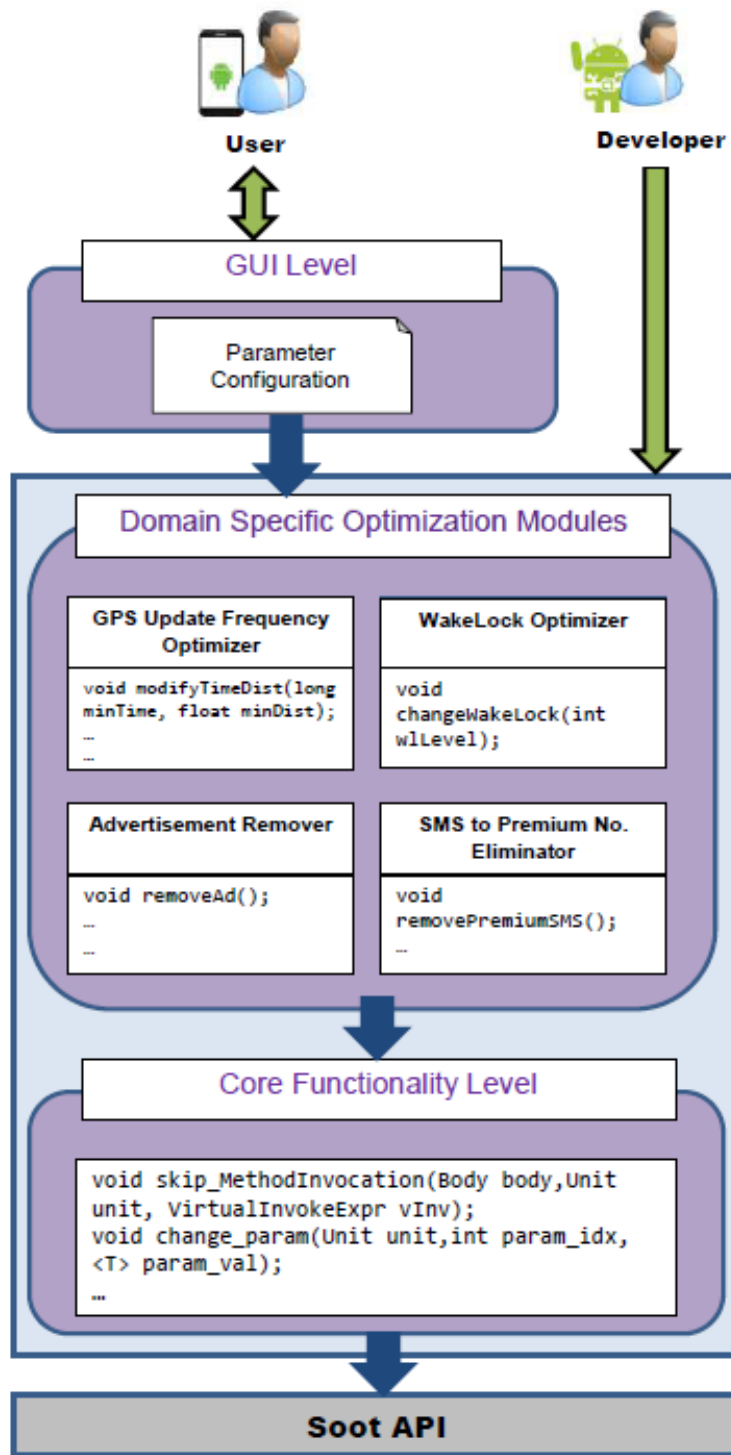 User
Developer
GUI Level
Parameter
Configuration
Domain Specific Optimization Modules
GPS Update Frequency
Optimizer
void modifyTimeDist(long
minTime, float minDist);
…
…
WakeLock Optimizer
void
changeWakeLock(int
wlLevel);
Advertisement Remover
void removeAd();
…
…
SMS to Premium No.
Eliminator
void
removePremiumSMS();
…
Core Functionality Level
void skip_MethodInvocation(Body body,Unit
unit, VirtualInvokeExpr vInv);
void change_param(Unit unit,int param_idx,
<T> param_val);
…
Soot API